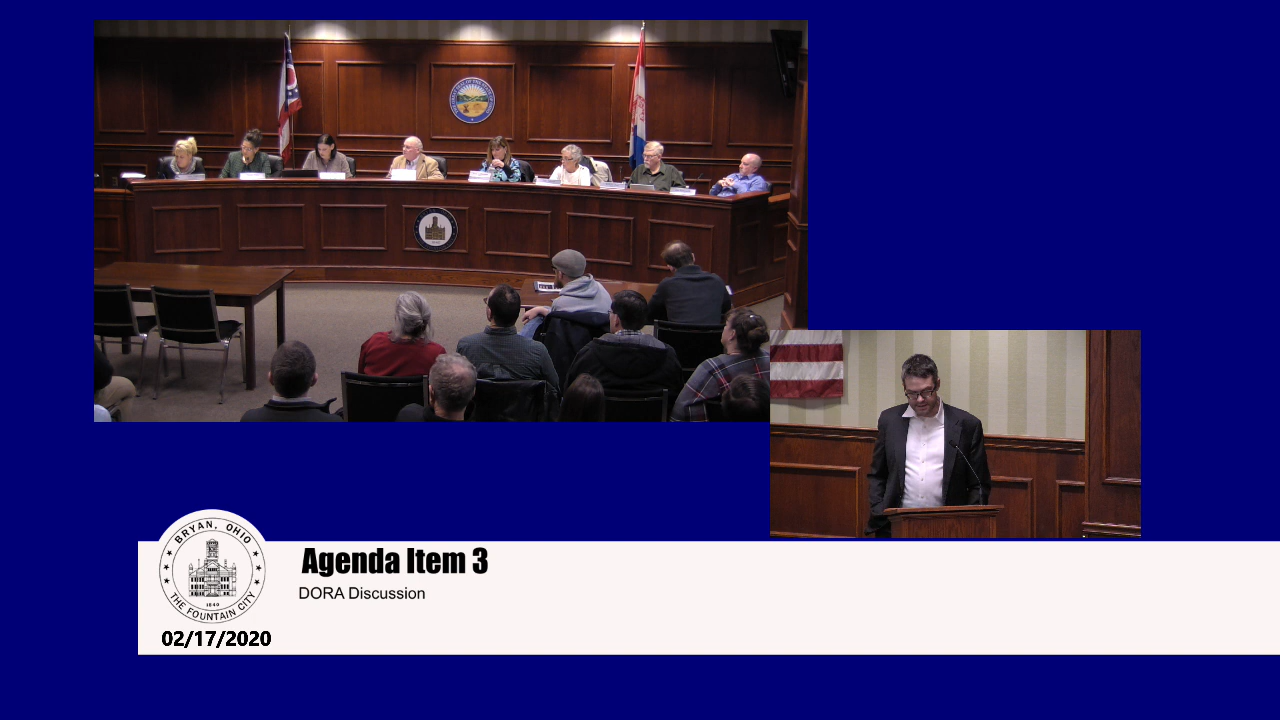 BRYAN, OHIO
1840
THE FOUNTAIN CITY
02/17/2020
Agenda Item 3
DORA Discussion